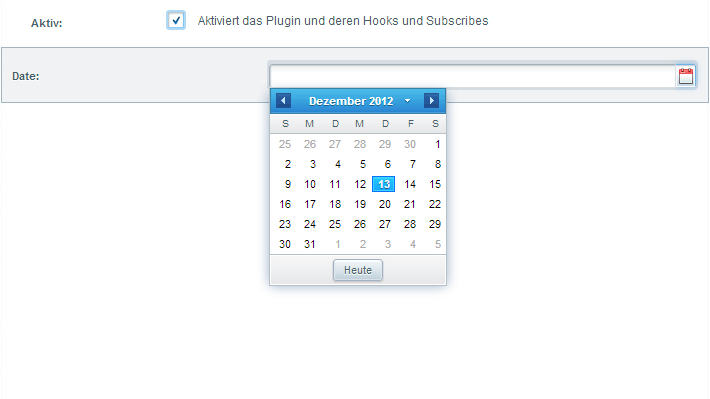 Aktiv: Aktiviert das Plugin und deren Hooks und Subscribes
Date:
Dezember 2012
S M D M D F S
25 26 27 28 29 30 1
2 3 4 5 6 7 8
9 10 11 12 13 14 15
16 17 18 19 20 21 22
23 24 25 26 27 28 29
30 31 1 2 3 4 5
Heute